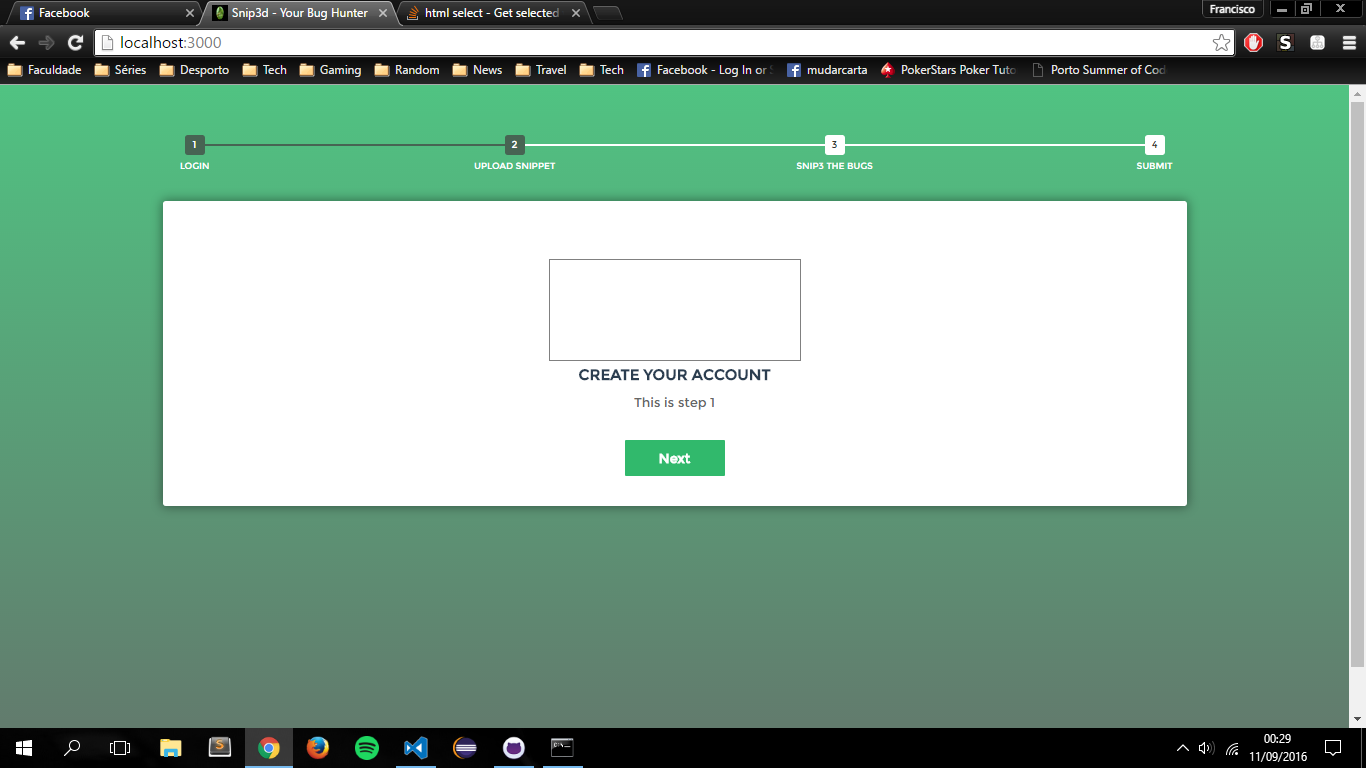 Facebook
Snip3d - Your Bug Hunter
html select - Get selected
Francisco
localhost:3000
S
Faculdade
Séries
Desporto
Tech
Gaming
Random
News
Travel
Tech
Facebook - Log In or
mudarcarta
PokerStars Poker Tuto
Porto Summer of Cod
1
2
3
4
LOGIN
UPLOAD SNIPPET
SNIP3 THE BUGS
SUBMIT
CREATE YOUR ACCOUNT
This is step 1
Next
00:29
11/09/2016